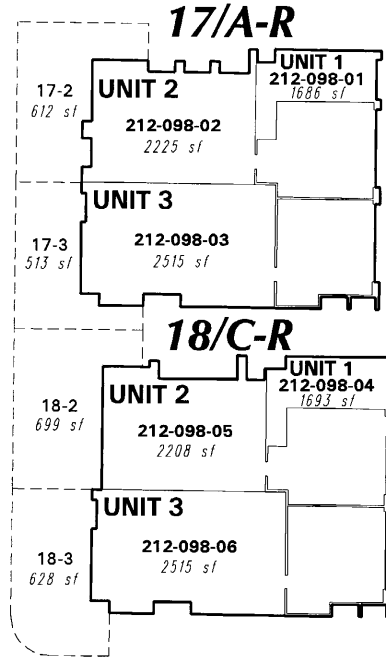 17/A-R
UNIT 1
212-098-01
1686 sf
17-2
612 sf
UNIT 2
212-098-02
2225 sf
UNIT 3
212-098-03
2515 sf
17-3
513 sf
18/C-R
UNIT 1
212-098-04
1693 sf
UNIT 2
18-2
699 sf
212-098-05
2208 sf
UNIT 3
212-098-06
2515 sf
18-3
628 sf